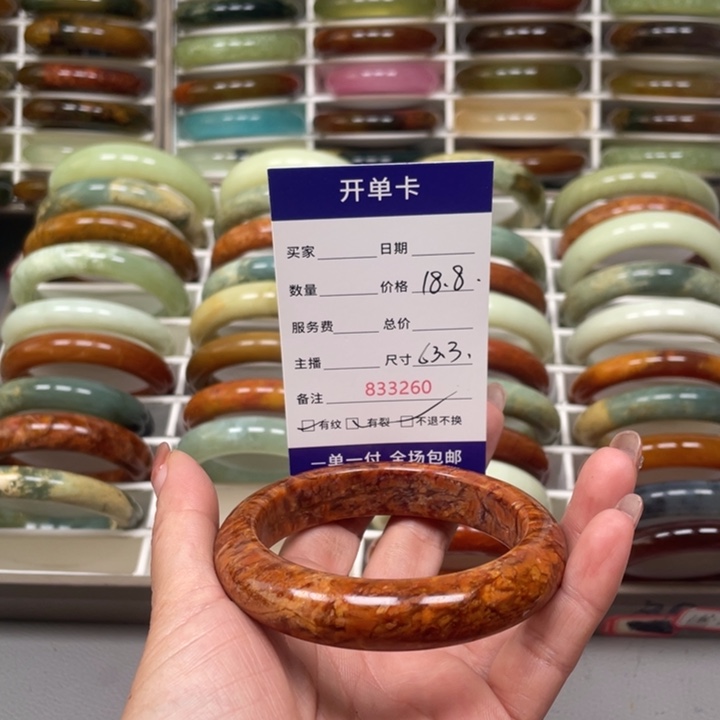 开单卡
买家 日期
数量 价格 18.8.
服务费 总价
主播 尺寸 63.3.
备注 833260
有纹 有裂 不退不换
一单一付 全场包邮